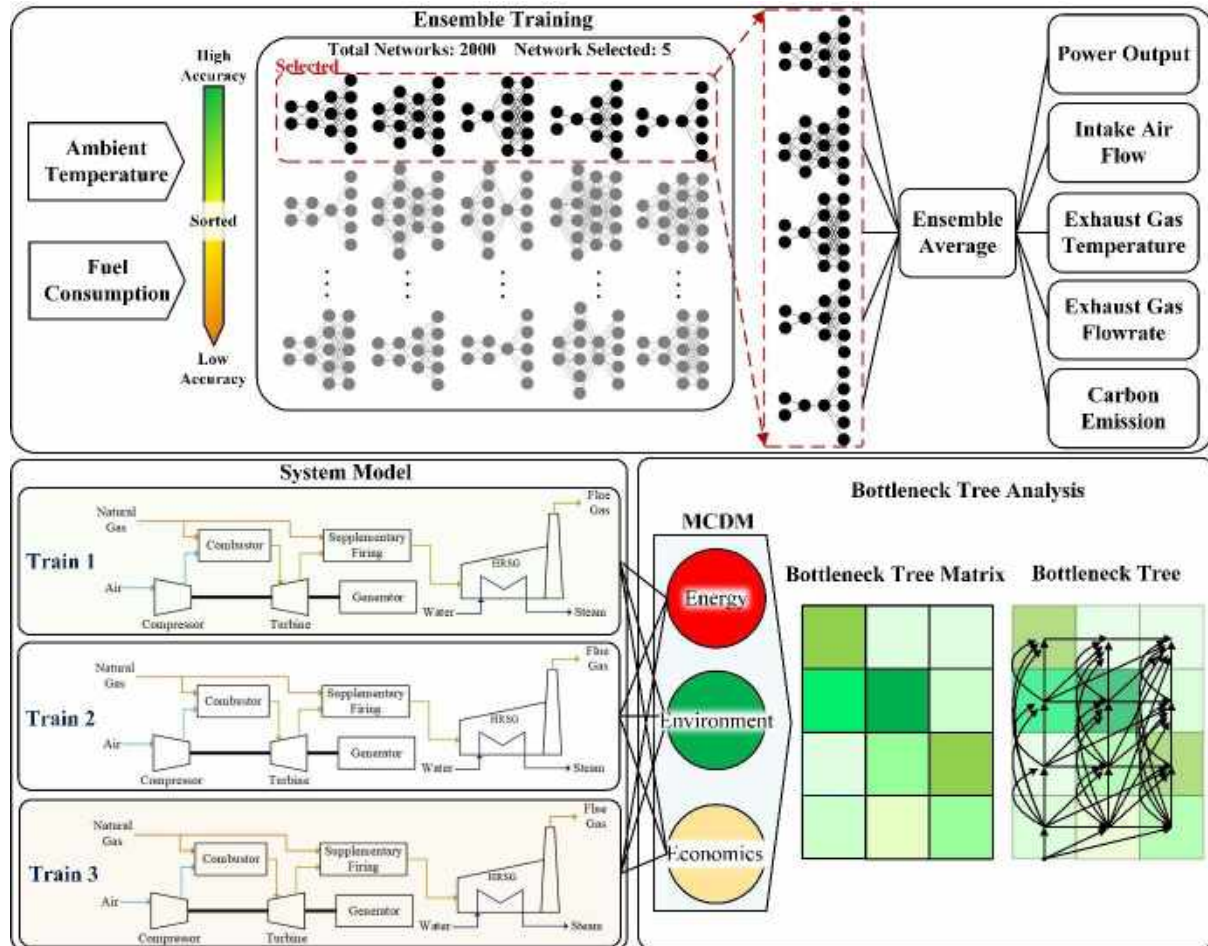 Ensemble Training
Total Networks: 2000 Network Selected: 5
Selected
High
Accuracy
Sorted
Low
Accuracy
Ambient
Temperature
Fuel
Consumption
Ensemble
Average
Power Output
Intake Air
Flow
Exhaust Gas
Temperature
Exhaust Gas
Flowrate
Carbon
Emission
System Model
Train 1
Natural
Gas
Air
Compressor
Combustor
Turbine
Supplementary
Firing
Generator
HRSG
Water
Steam
Flue
Gas
Train 2
Natural
Gas
Air
Compressor
Combustor
Turbine
Supplementary
Firing
Generator
HRSG
Water
Steam
Flue
Gas
Train 3
Natural
Gas
Air
Compressor
Combustor
Turbine
Supplementary
Firing
Generator
HRSG
Water
Steam
Flue
Gas
Bottleneck Tree Analysis
MCDM
Energy
Environment
Economics
Bottleneck Tree Matrix
Bottleneck Tree